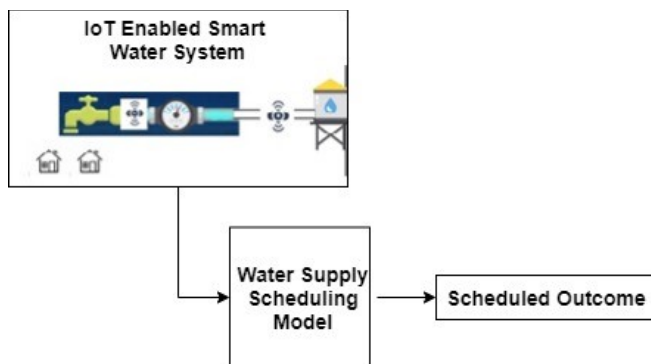 IoT Enabled Smart
Water System
Water Supply
Scheduling
Model
Scheduled Outcome